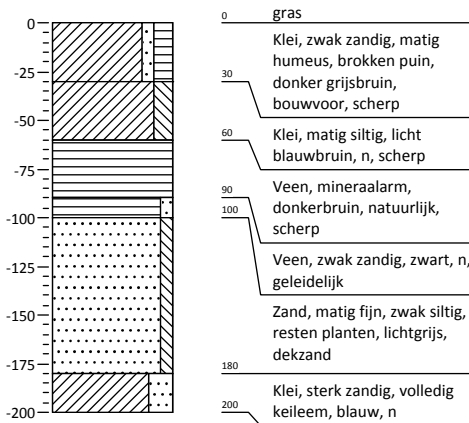 0
-25
-50
-75
-100
-125
-150
-175
-200
0
gras
Klei, zwak zandig, matig
humeus, brokken puin,
donker grijsbruin,
bouwvoor, scherp
30
Klei, matig siltig, licht
blauwbruin, n, scherp
60
Veen, mineraalarm,
donkerbruin, natuurlijk,
scherp
90
Veen, zwak zandig, zwart, n,
geleidelijk
100
Zand, matig fijn, zwak siltig,
resten planten, lichtgrijs,
dekzand
180
Klei, sterk zandig, volledig
keileem, blauw, n
200